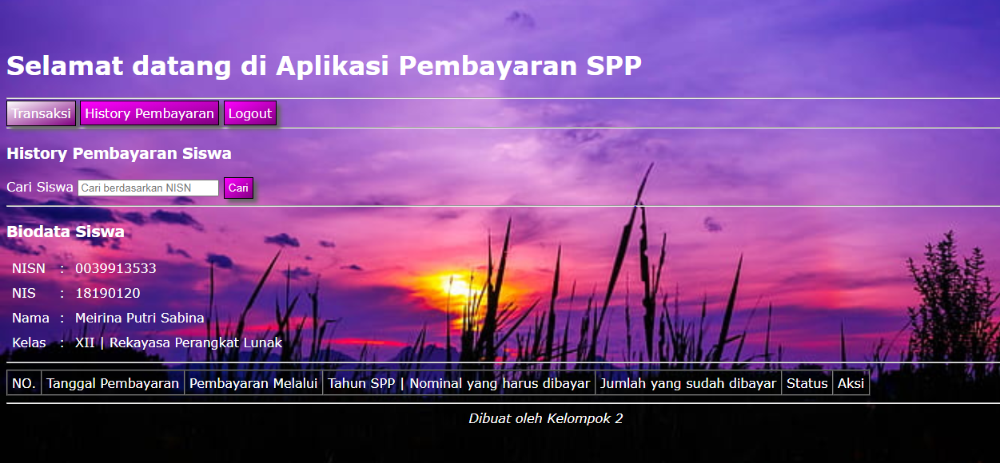 Selamat datang di Aplikasi Pembayaran SPP
Transaksi History Pembayaran Logout
History Pembayaran Siswa
Cari Siswa Cari berdasarkan NISN Cari
Biodata Siswa
NISN : 0039913533
NIS : 18190120
Nama : Meirina Putri Sabina
Kelas : XII | Rekayasa Perangkat Lunak
NO. Tanggal Pembayaran Pembayaran Melalui Tahun SPP | Nominal yang harus dibayar Jumlah yang sudah dibayar Status Aksi
Dibuat oleh Kelompok 2